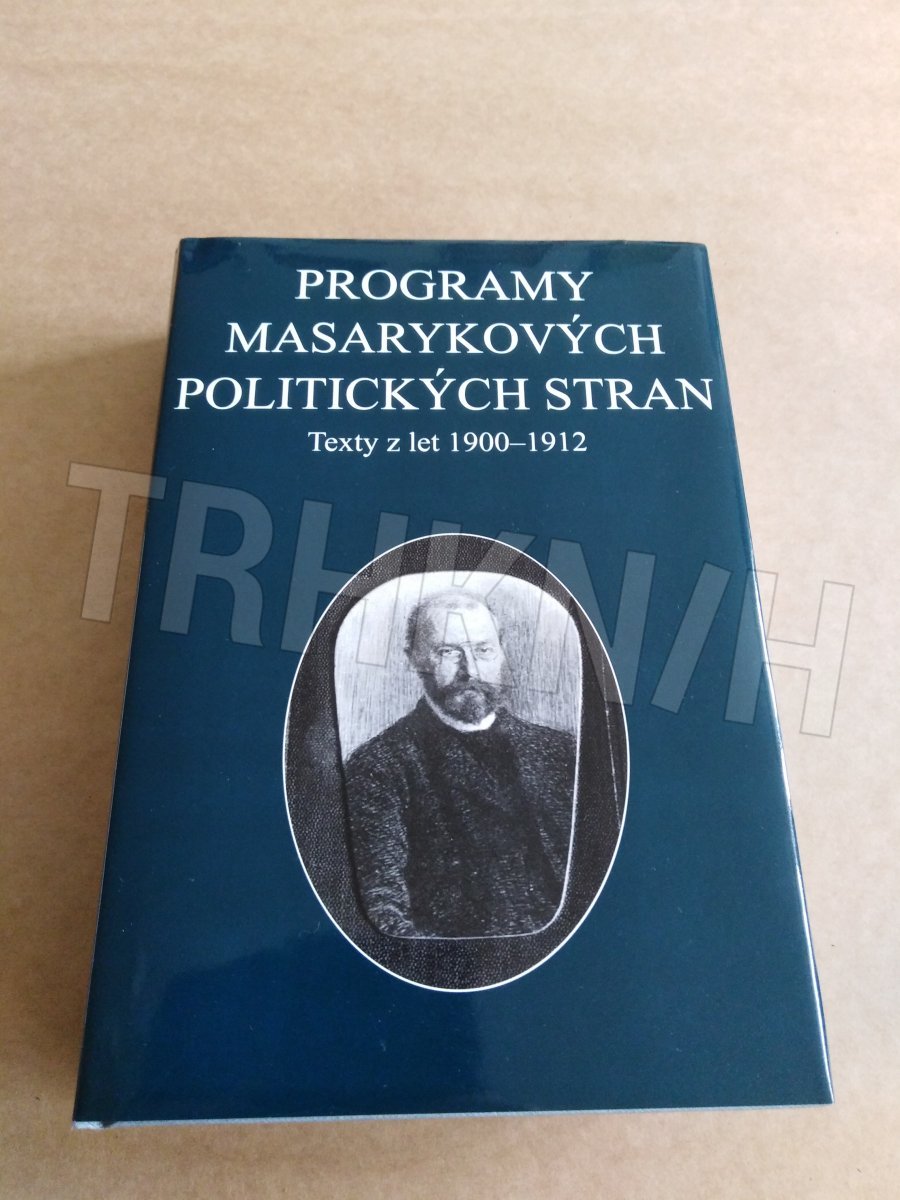 PROGRAMY
MASARYKOVÝCH
POLITICKÝCH STRAN
Texty z let 1900–1912
TRHKNIH